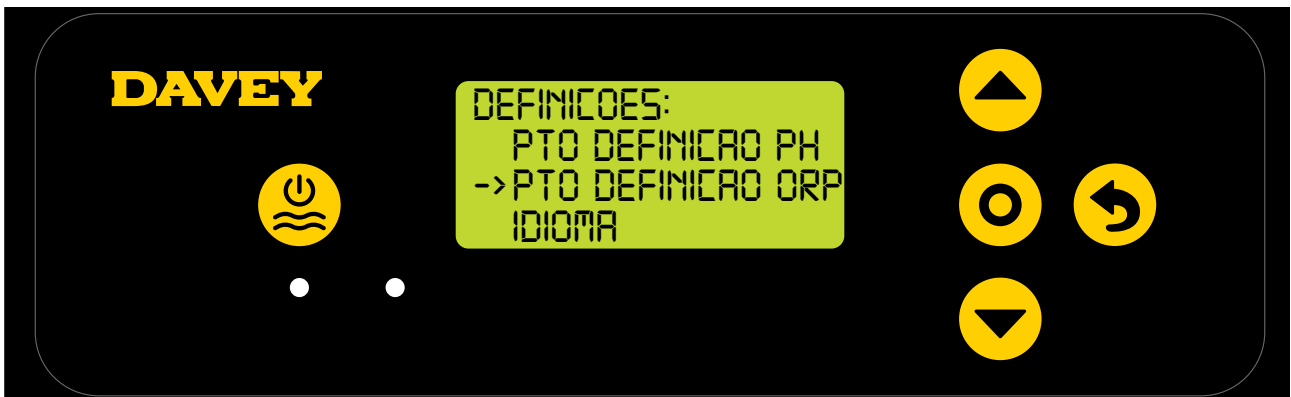 DAVEY
DEFINICOES:
PTO DEFINICAO PH
->PTO DEFINICAO ORP
IDIOMA